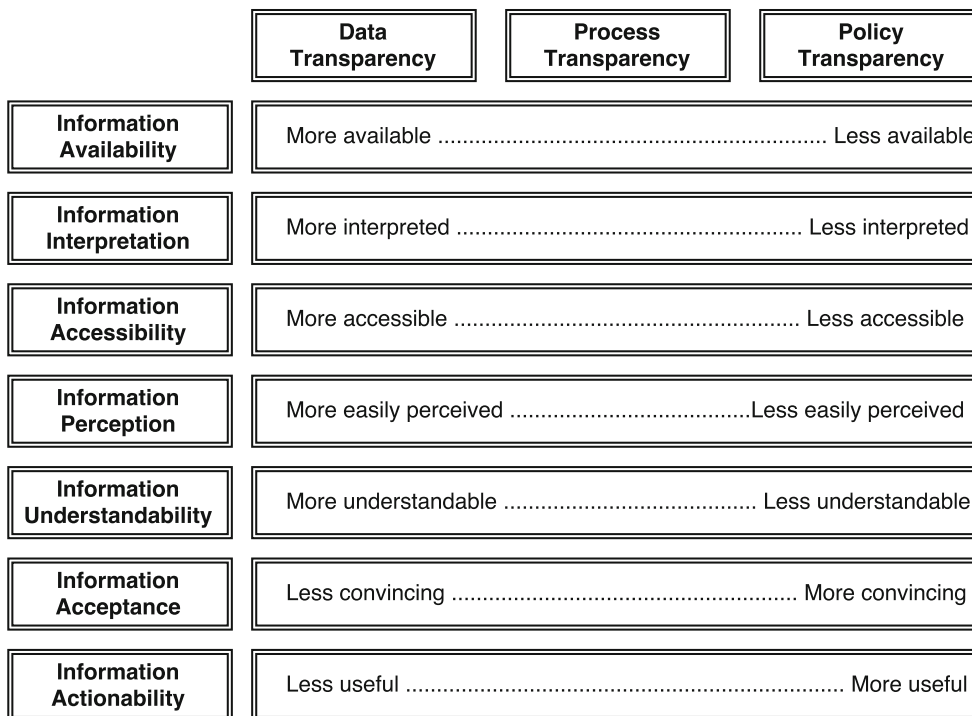 Data
Transparency
Process
Transparency
Policy
Transparency
Information
Availability
More available ............................................................... Less available
Information
Interpretation
More interpreted ........................................................ Less interpreted
Information
Accessibility
More accessible ........................................................ Less accessible
Information
Perception
More easily perceived .......................................Less easily perceived
Information
Understandability
More understandable ......................................... Less understandable
Information
Acceptance
Less convincing ........................................................ More convincing
Information
Actionability
Less useful ....................................................................... More useful